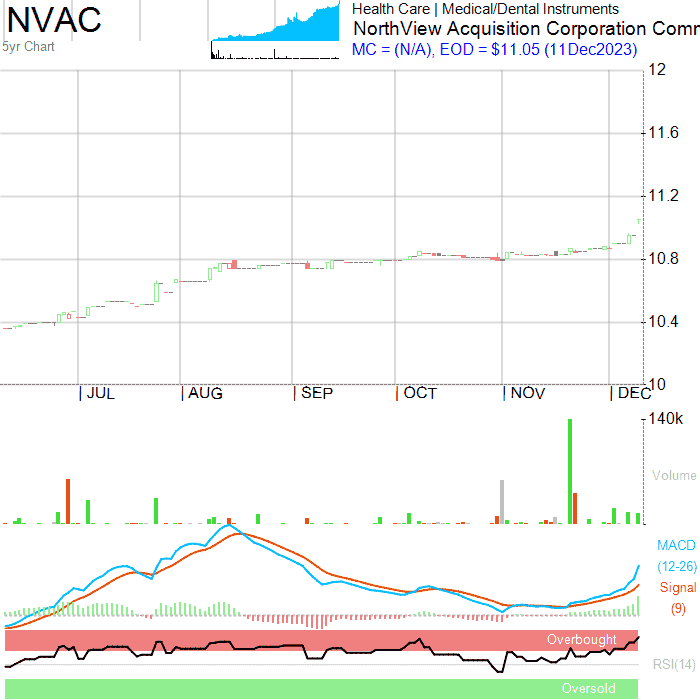 NVAC
5yr Chart
Health Care | Medical/Dental Instruments
NorthView Acquisition Corporation Comm
MC = (N/A), EOD = $11.05 (11Dec2023)
12
11.6
11.2
10.8
10.4
10
| JUL
| AUG
| SEP
| OCT
| NOV
| DEC
140k
Volume
MACD
(12-26)
Signal
(9)
Overbought
RSI(14)
Oversold